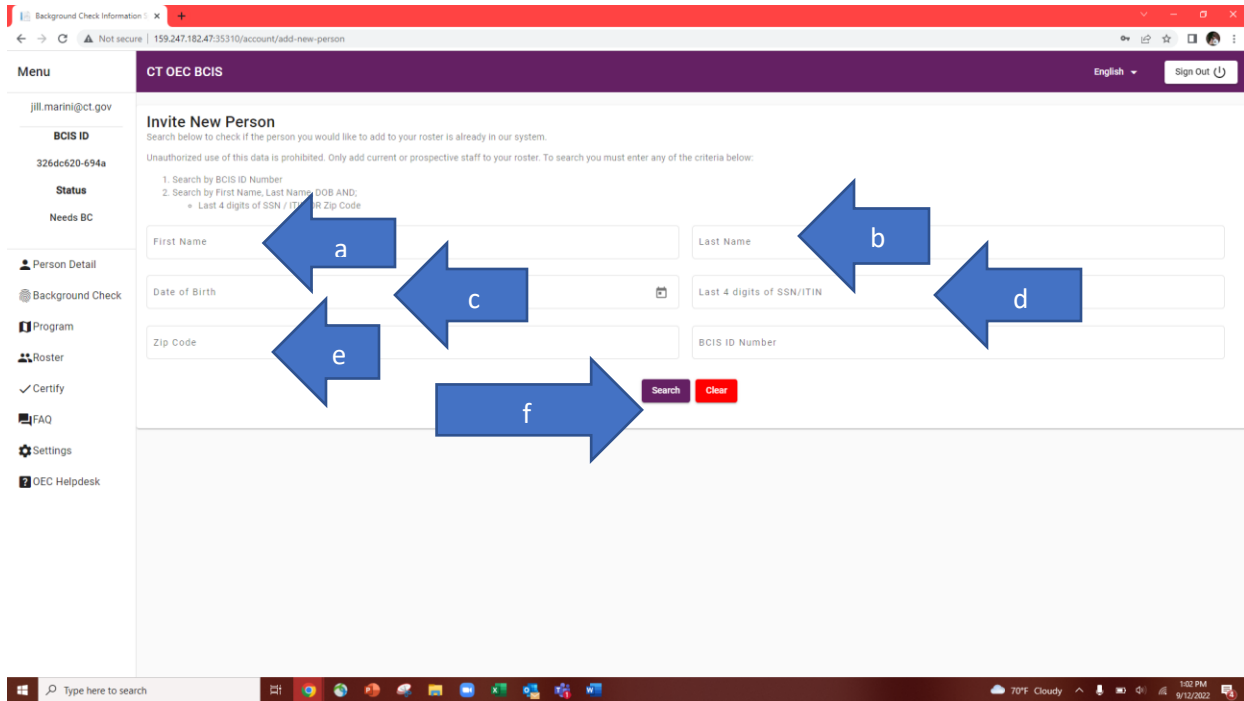 Background Check Information S
Not secure | 159.247.182.47:35310/account/add-new-person
Menu
CT OEC BCIS
English
Sign Out
jill.marini@ct.gov
BCIS ID
326dc620-694a
Status
Needs BC
Person Detail
Background Check
Program
Roster
Certify
FAQ
Settings
OEC Helpdesk
Invite New Person
Search below to check if the person you would like to add to your roster is already in our system.
Unauthorized use of this data is prohibited. Only add current or prospective staff to your roster. To search you must enter any of the criteria below:
1. Search by BCIS ID Number
2. Search by First Name, Last Name, DOB AND;
Last 4 digits of SSN / OR Zip Code
First Name
a
Last Name
b
Date of Birth
c
Last 4 digits of SSN/ITIN
d
Zip Code
e
BCIS ID Number
f
Search
Clear
Type here to search
70°F Cloudy
1:02 PM
9/12/2022